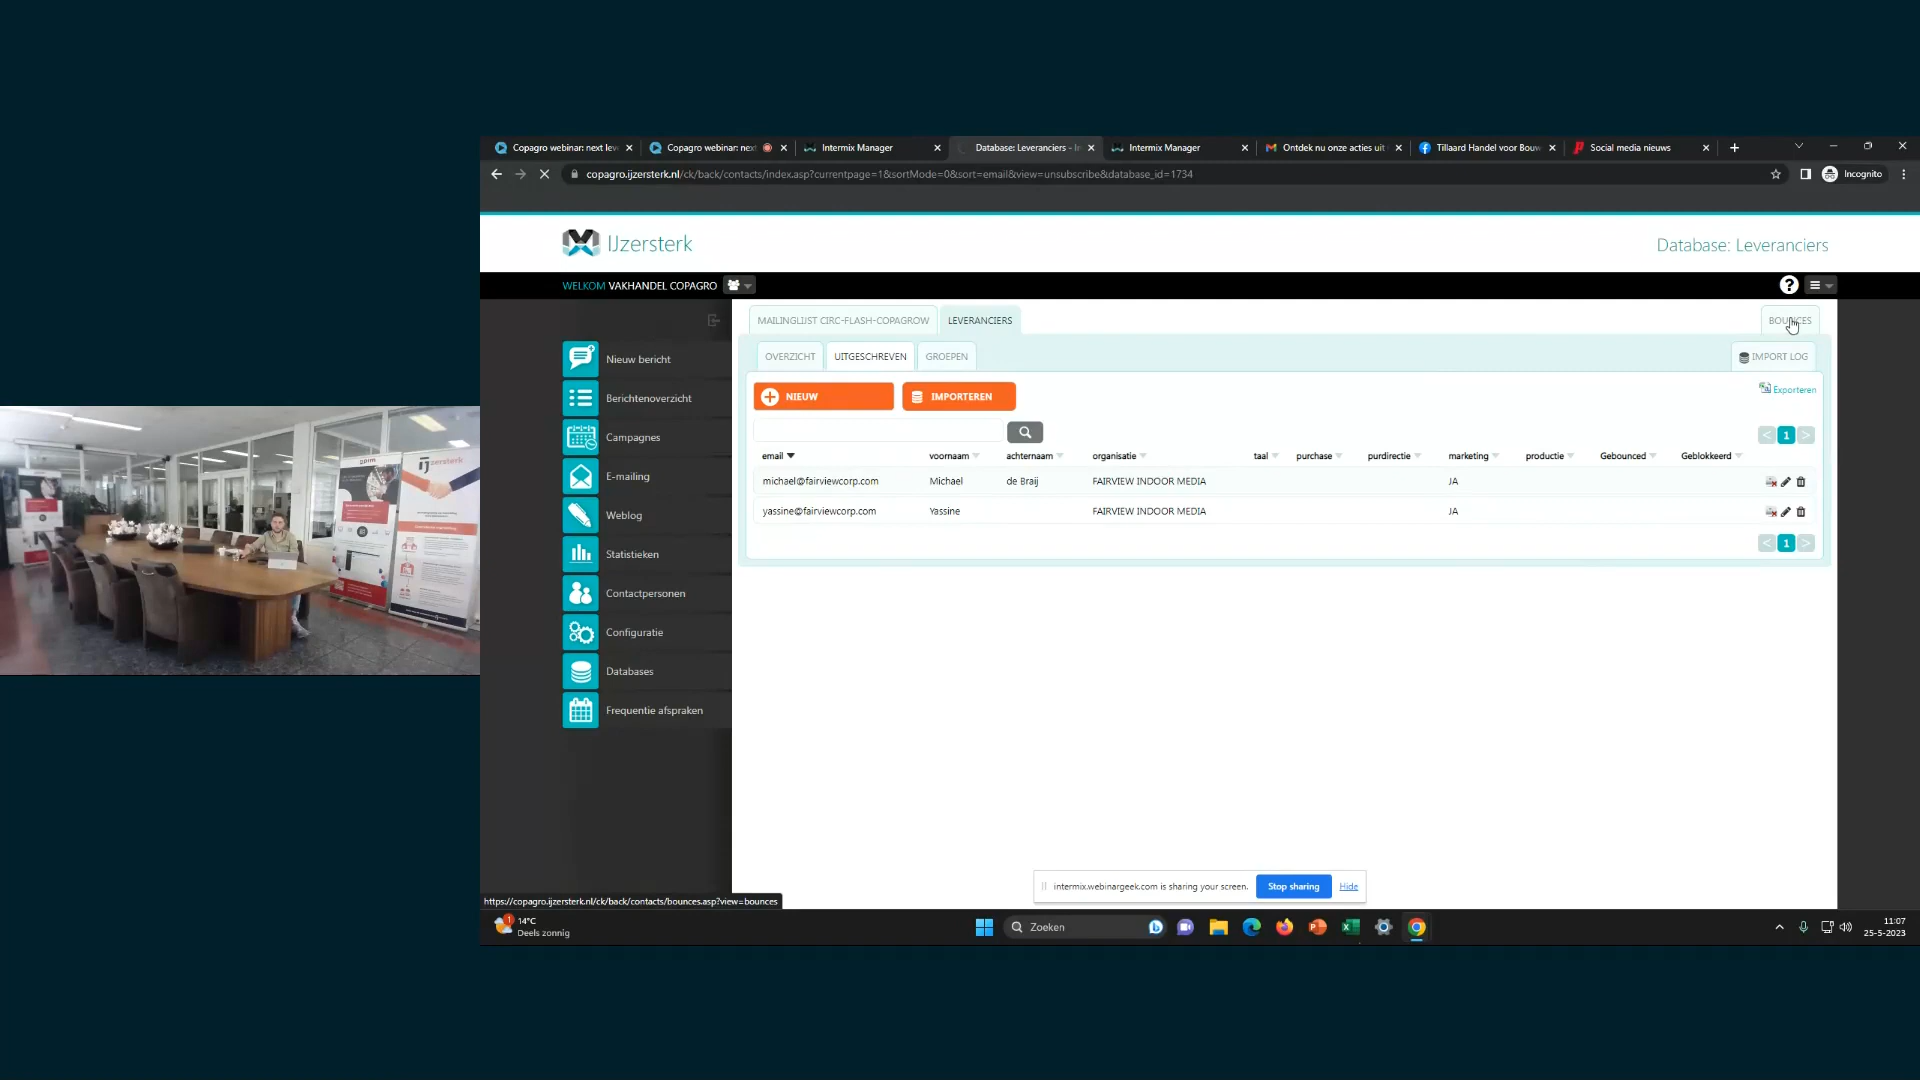 Copagro webinar: next lev
Copagro webinar: nex
Intermix Manager
Database: Leveranciers - In
Intermix Manager
Ontdek nu onze acties uit
Tillaard Handel voor Bouw
Social media nieuws
copagro.ijzersterk.nl/ck/back/contacts/index.asp?currentpage=1&sortMode=0&sort=email&view=unsubscribe&database_id=1734
Incognito
IJzersterk
Database: Leveranciers
WELKOM VAKHANDEL COPAGRO
MAILINGLIJST CIRC-FLASH-COPAGROW
LEVERANCIERS
BOUNCES
Nieuw bericht
Berichtenoverzicht
Campagnes
E-mailing
Weblog
Statistieken
Contactpersonen
Configuratie
Databases
Frequentie afspraken
OVERZICHT
UITGESCHREVEN
GROEPEN
IMPORT LOG
NIEUW
IMPORTEREN
Exporteren
< 1 >
email voornaam achternaam organisatie taal purchase purdirectie marketing productie Gebounced Geblokkeerd
michael@fairviewcorp.com Michael de Braij FAIRVIEW INDOOR MEDIA JA
yassine@fairviewcorp.com Yassine FAIRVIEW INDOOR MEDIA JA
< 1 >
ijzersterk
intermix.webinargeek.com is sharing your screen.
Stop sharing
Hide
https://copagro.ijzersterk.nl/ck/back/contacts/bounces.asp?view=bounces
1
14°C
Deels zonnig
Zoeken
11:07
25-5-2023